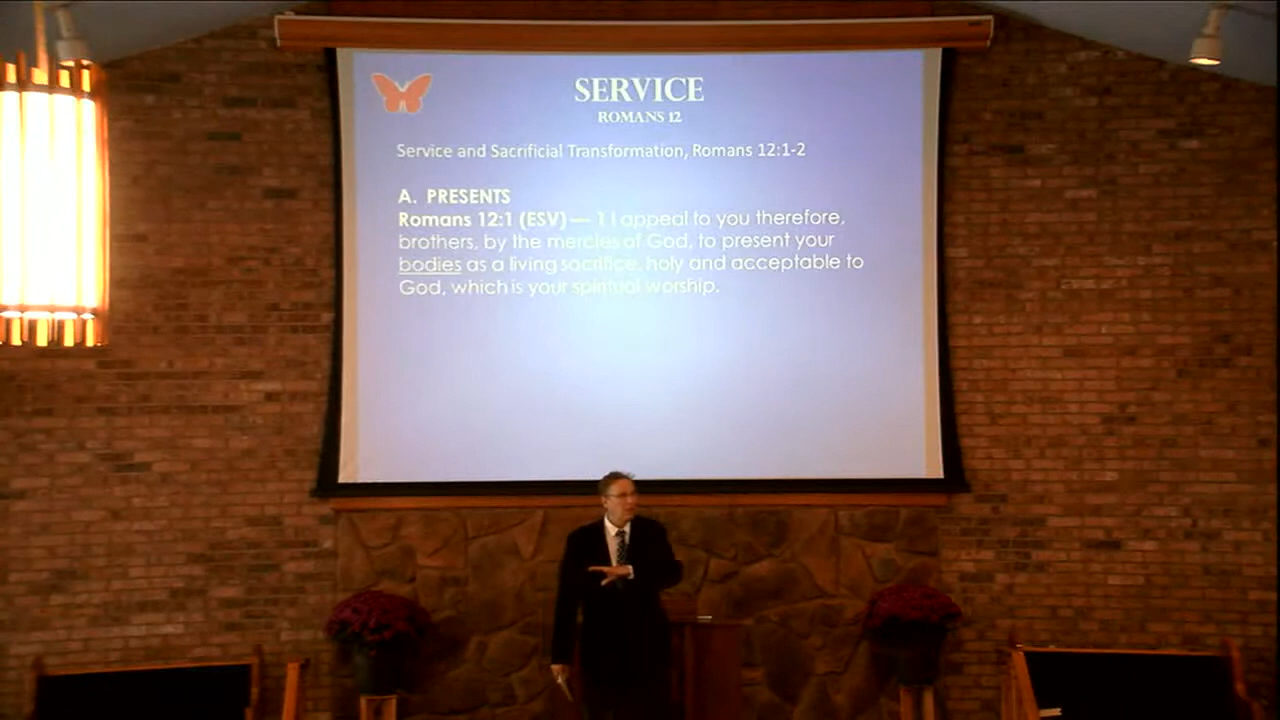 SERVICE
ROMANS 12
Service and Sacrificial Transformation, Romans 12:1-2
A. PRESENTS
Romans 12:1 (ESV) — 1 I appeal to you therefore,
brothers, by the mercies of God, to present your
bodies as a living sacrifice, holy and acceptable to
God, which is your spiritual worship.